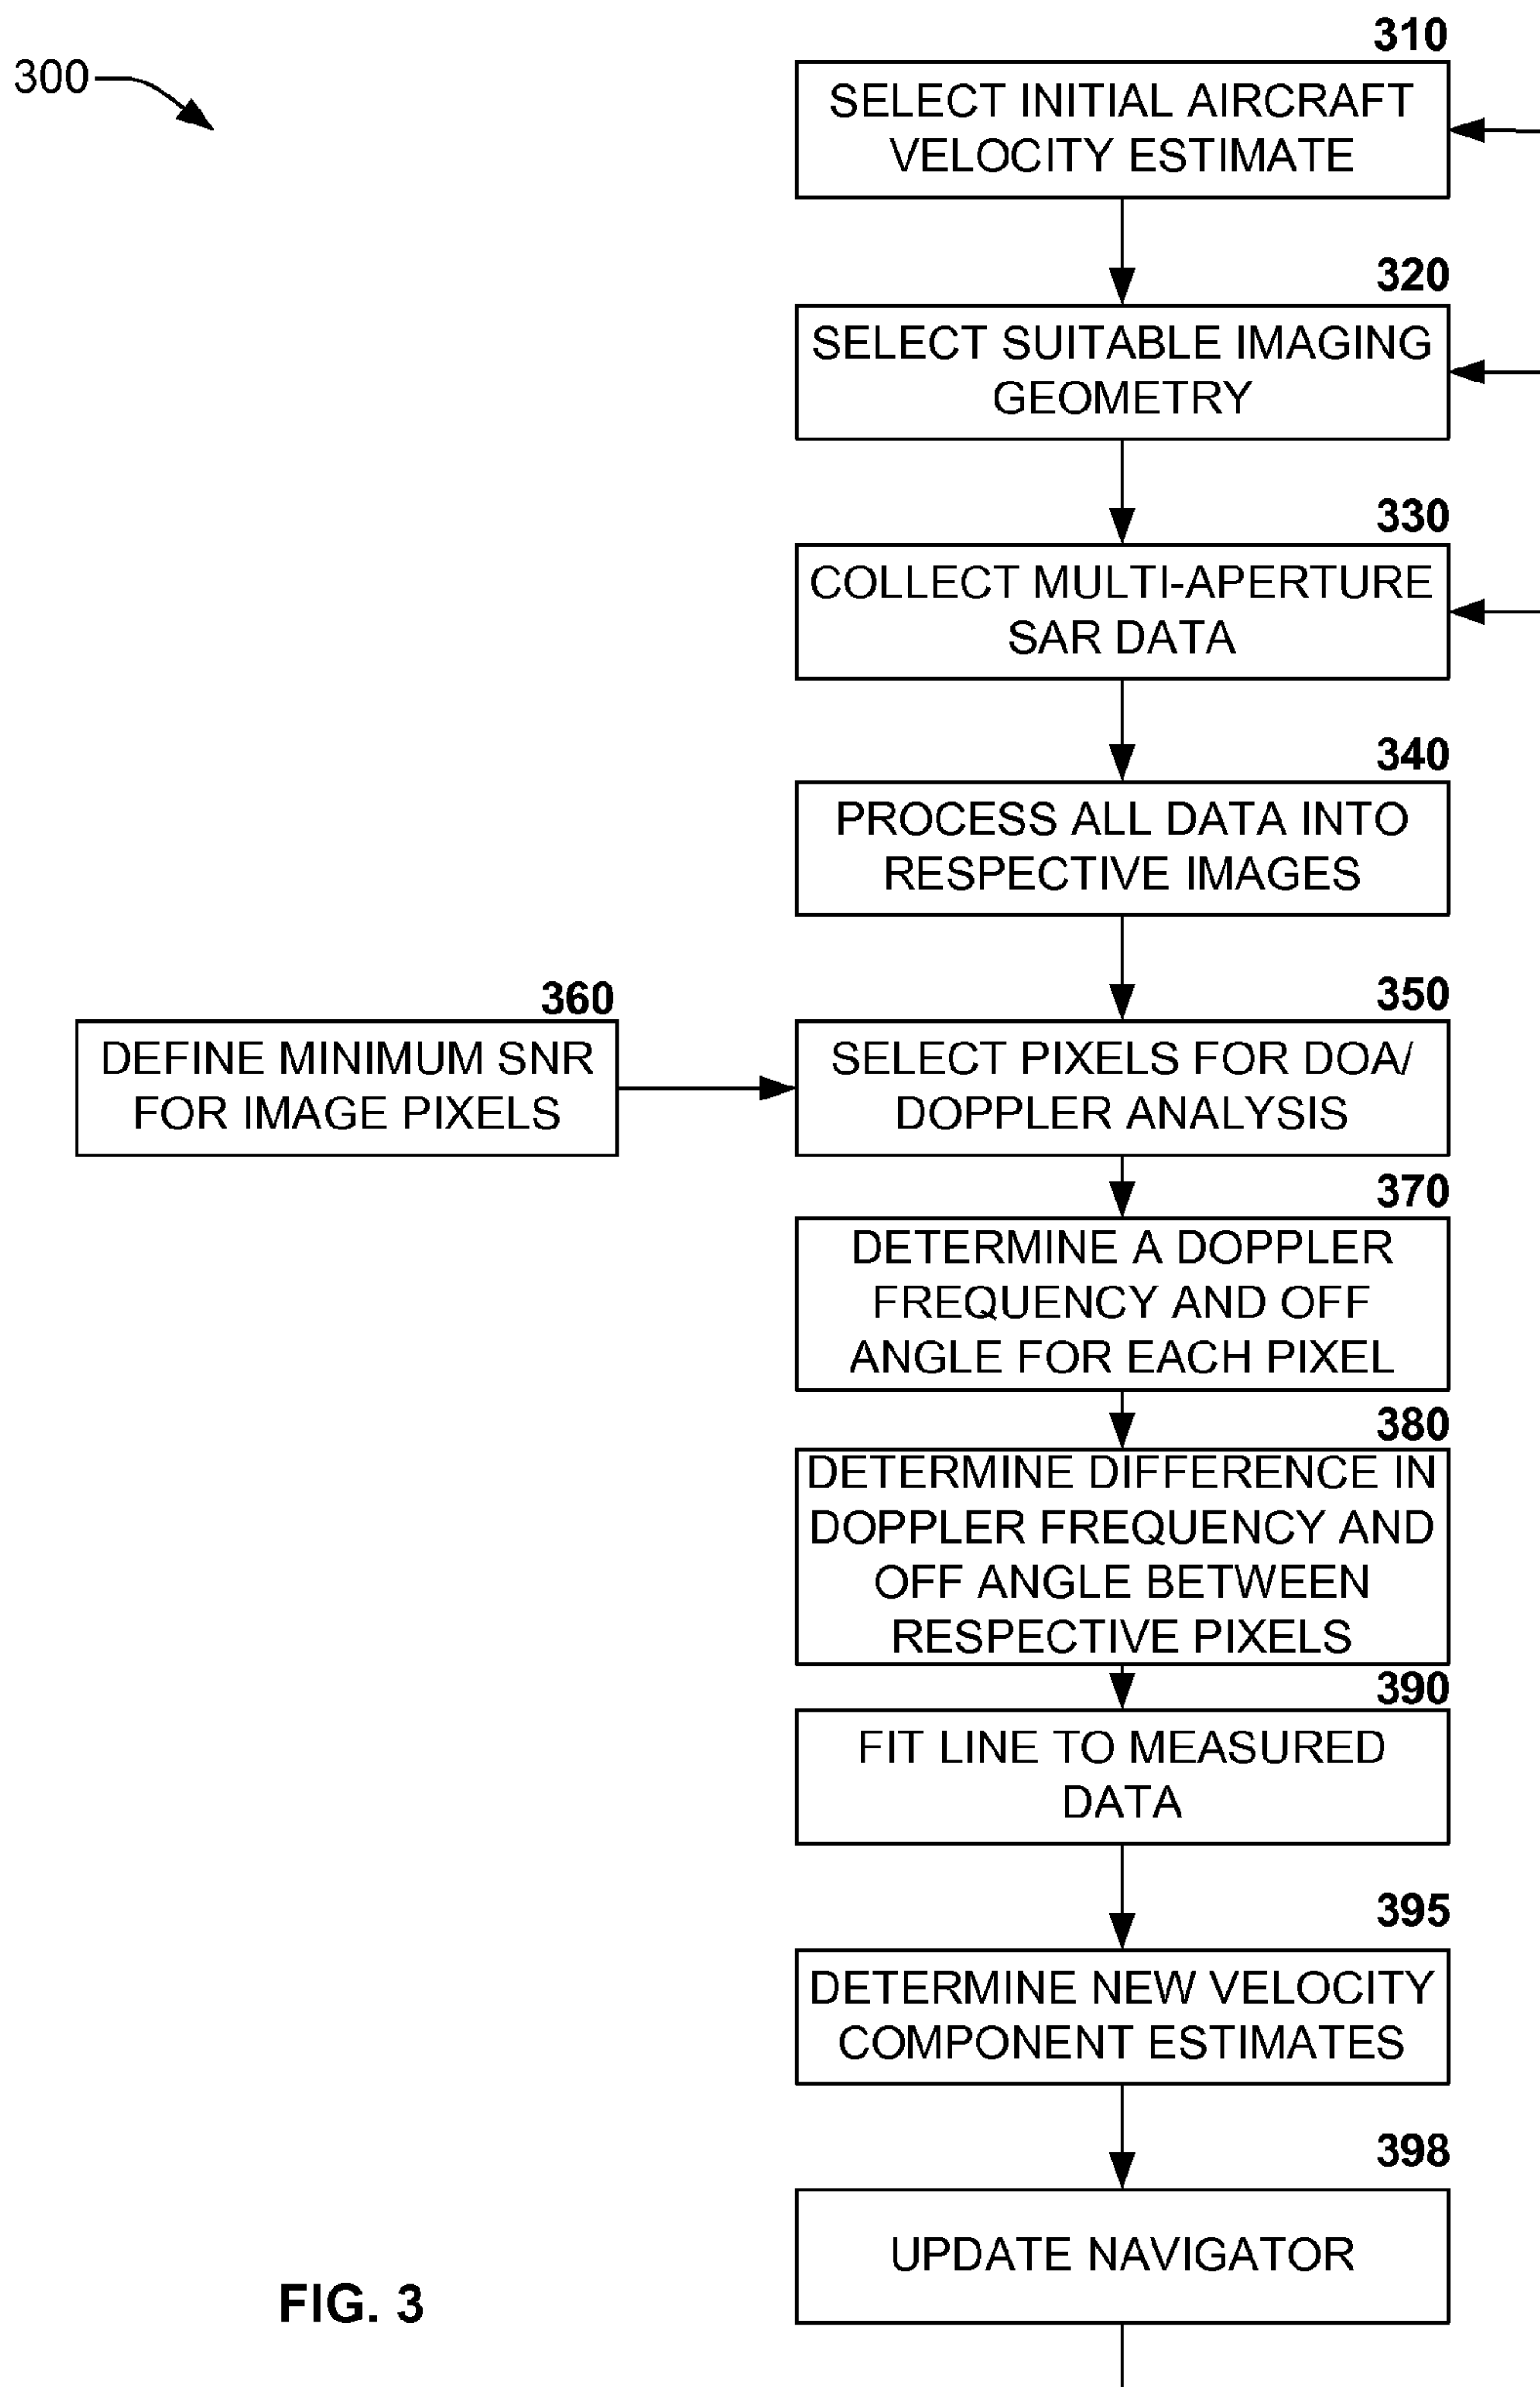 300
310
SELECT INITIAL AIRCRAFT
VELOCITY ESTIMATE
320
SELECT SUITABLE IMAGING
GEOMETRY
330
COLLECT MULTI-APERTURE
SAR DATA
340
PROCESS ALL DATA INTO
RESPECTIVE IMAGES
360
DEFINE MINIMUM SNR
FOR IMAGE PIXELS
350
SELECT PIXELS FOR DOA/
DOPPLER ANALYSIS
370
DETERMINE A DOPPLER
FREQUENCY AND OFF
ANGLE FOR EACH PIXEL
380
DETERMINE DIFFERENCE IN
DOPPLER FREQUENCY AND
OFF ANGLE BETWEEN
RESPECTIVE PIXELS
390
FIT LINE TO MEASURED
DATA
395
DETERMINE NEW VELOCITY
COMPONENT ESTIMATES
398
UPDATE NAVIGATOR
FIG. 3